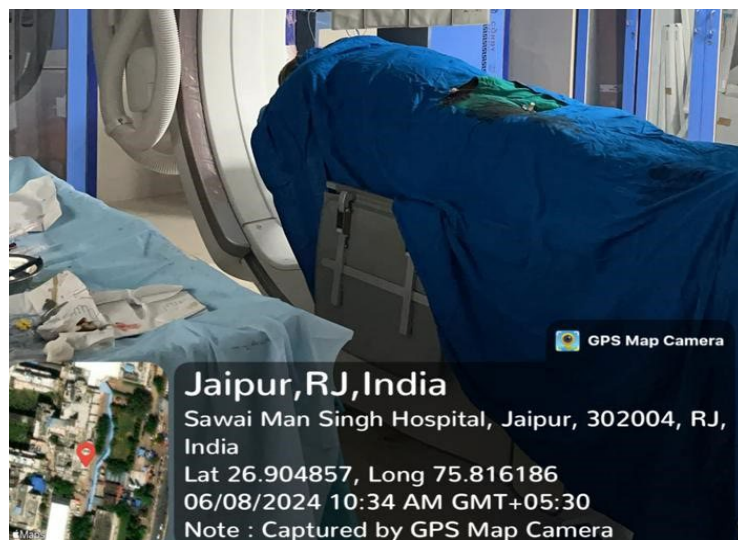 GPS Map Camera
Jaipur,RJ,India
Sawai Man Singh Hospital, Jaipur, 302004, RJ,
India
Lat 26.904857, Long 75.816186
06/08/2024 10:34 AM GMT+05:30
Note : Captured by GPS Map Camera